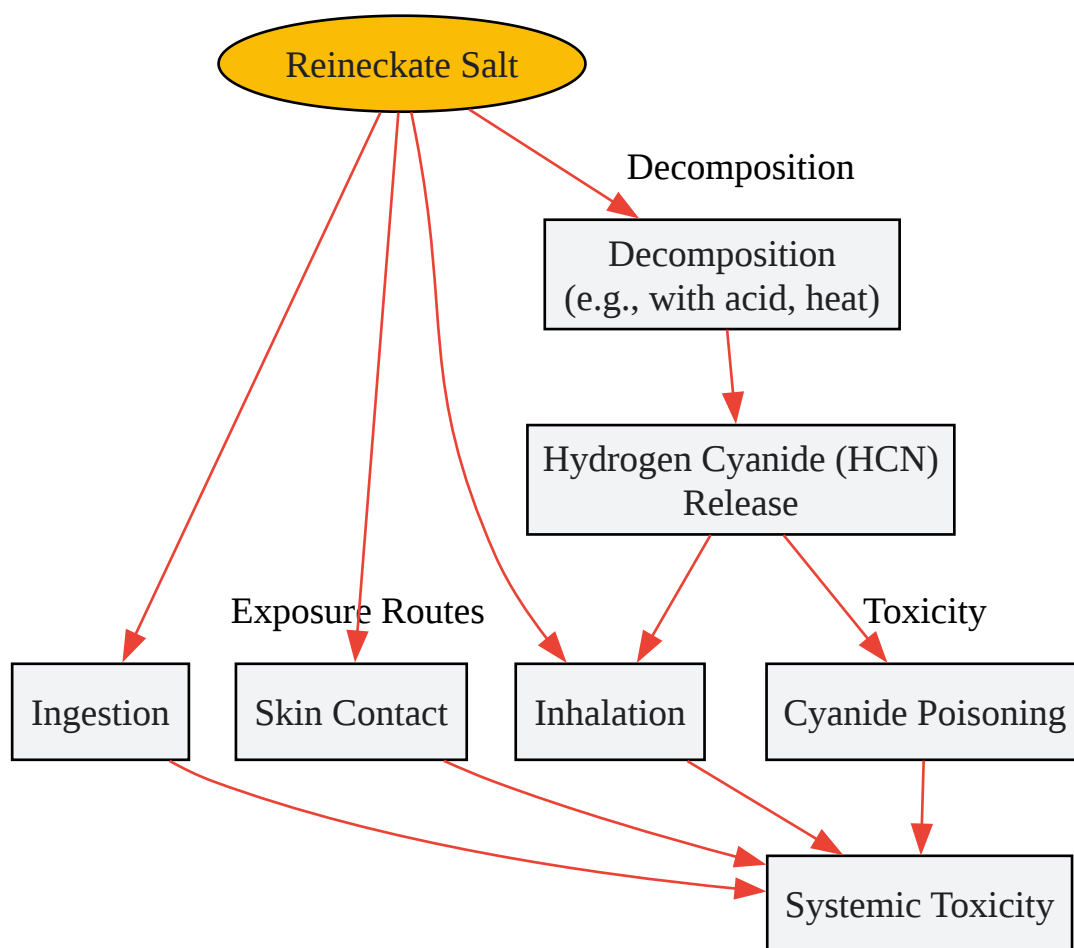 Reineckate Salt
Decomposition
Decomposition
(e.g., with acid, heat)
Hydrogen Cyanide (HCN)
Release
Exposure Routes
Toxicity
Ingestion
Skin Contact
Inhalation
Cyanide Poisoning
Systemic Toxicity